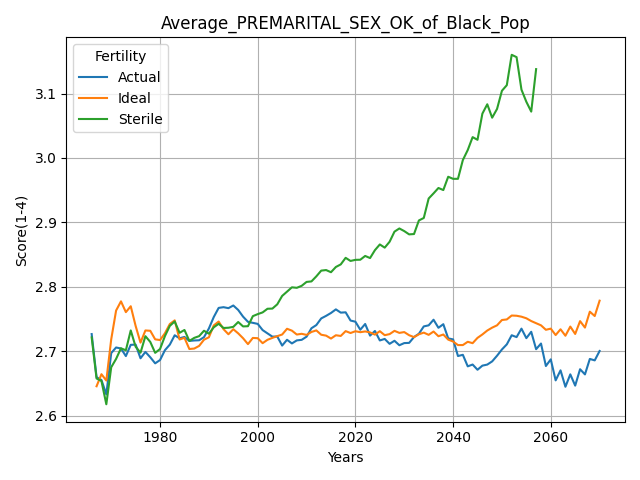 Average_PREMARITAL_SEX_OK_of_Black_Pop
Fertility
Actual
Ideal
Sterile
Score(1-4)
3.1
3.0
2.9
2.8
2.7
2.6
1980
2000
2020
2040
2060
Years